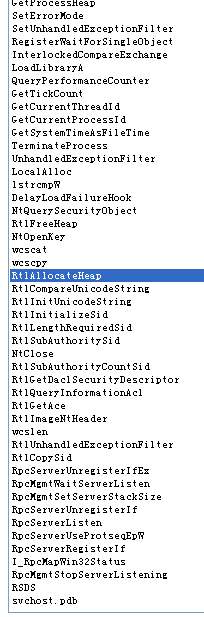 GetProcessHeap
SetErrorMode
SetUnhandledExceptionFilter
RegisterWaitForSingleObject
InterlockedCompareExchange
LoadLibraryA
QueryPerformanceCounter
GetTickCount
GetCurrentThreadId
GetCurrentProcessId
GetSystemTimeAsFileTime
TerminateProcess
UnhandledExceptionFilter
LocalAlloc
lstrcmpW
DelayLoadFailureHook
NtQuerySecurityObject
RtlFreeHeap
NtOpenKey
wcscat
wcscpy
RtlAllocateHeap
RtlCompareUnicodeString
RtlInitUnicodeString
RtlInitializeSid
RtlLengthRequiredSid
RtlSubAuthoritySid
NtClose
RtlSubAuthorityCountSid
RtlGetDaclSecurityDescriptor
RtlQueryInformationAcl
RtlGetAce
RtlImageNtHeader
wcslen
RtlUnhandledExceptionFilter
RtlCopySid
RpcServerUnregisterIfEx
RpcMgmtWaitServerListen
RpcMgmtSetServerStackSize
RpcServerUnregisterIf
RpcServerListen
RpcServerUseProtseqEpW
RpcServerRegisterIf
I_RpcMapWin32Status
RpcMgmtStopServerListening
RSDS
svchost.pdb